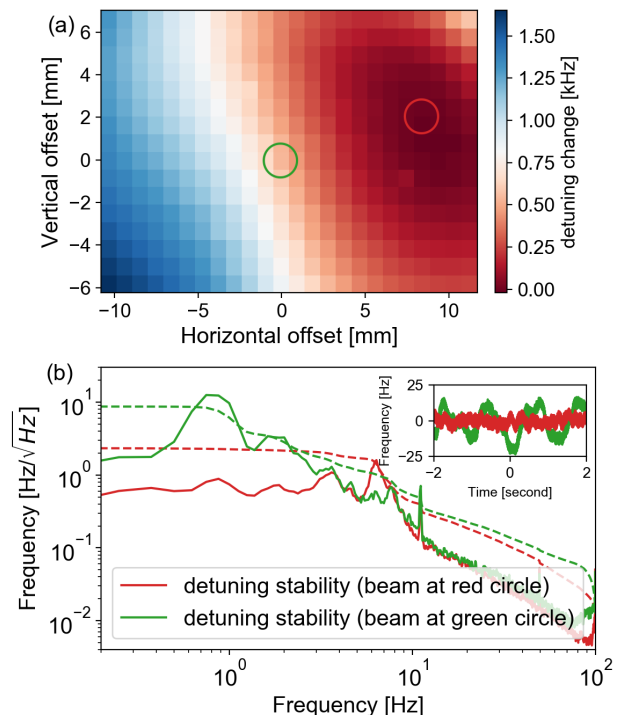 (a)
6
4
2
0
−2
−4
−6
Vertical offset [mm]
−10
−5
0
5
10
Horizontal offset [mm]
1.50
1.25
1.00
0.75
0.50
0.25
0.00
detuning change [kHz]
(b)
10¹
10⁰
10⁻¹
10⁻²
Frequency [Hz/√Hz]
25
0
−25
Frequency [Hz]
−2
0
2
Time [second]
detuning stability (beam at red circle)
detuning stability (beam at green circle)
10⁰
10¹
10²
Frequency [Hz]